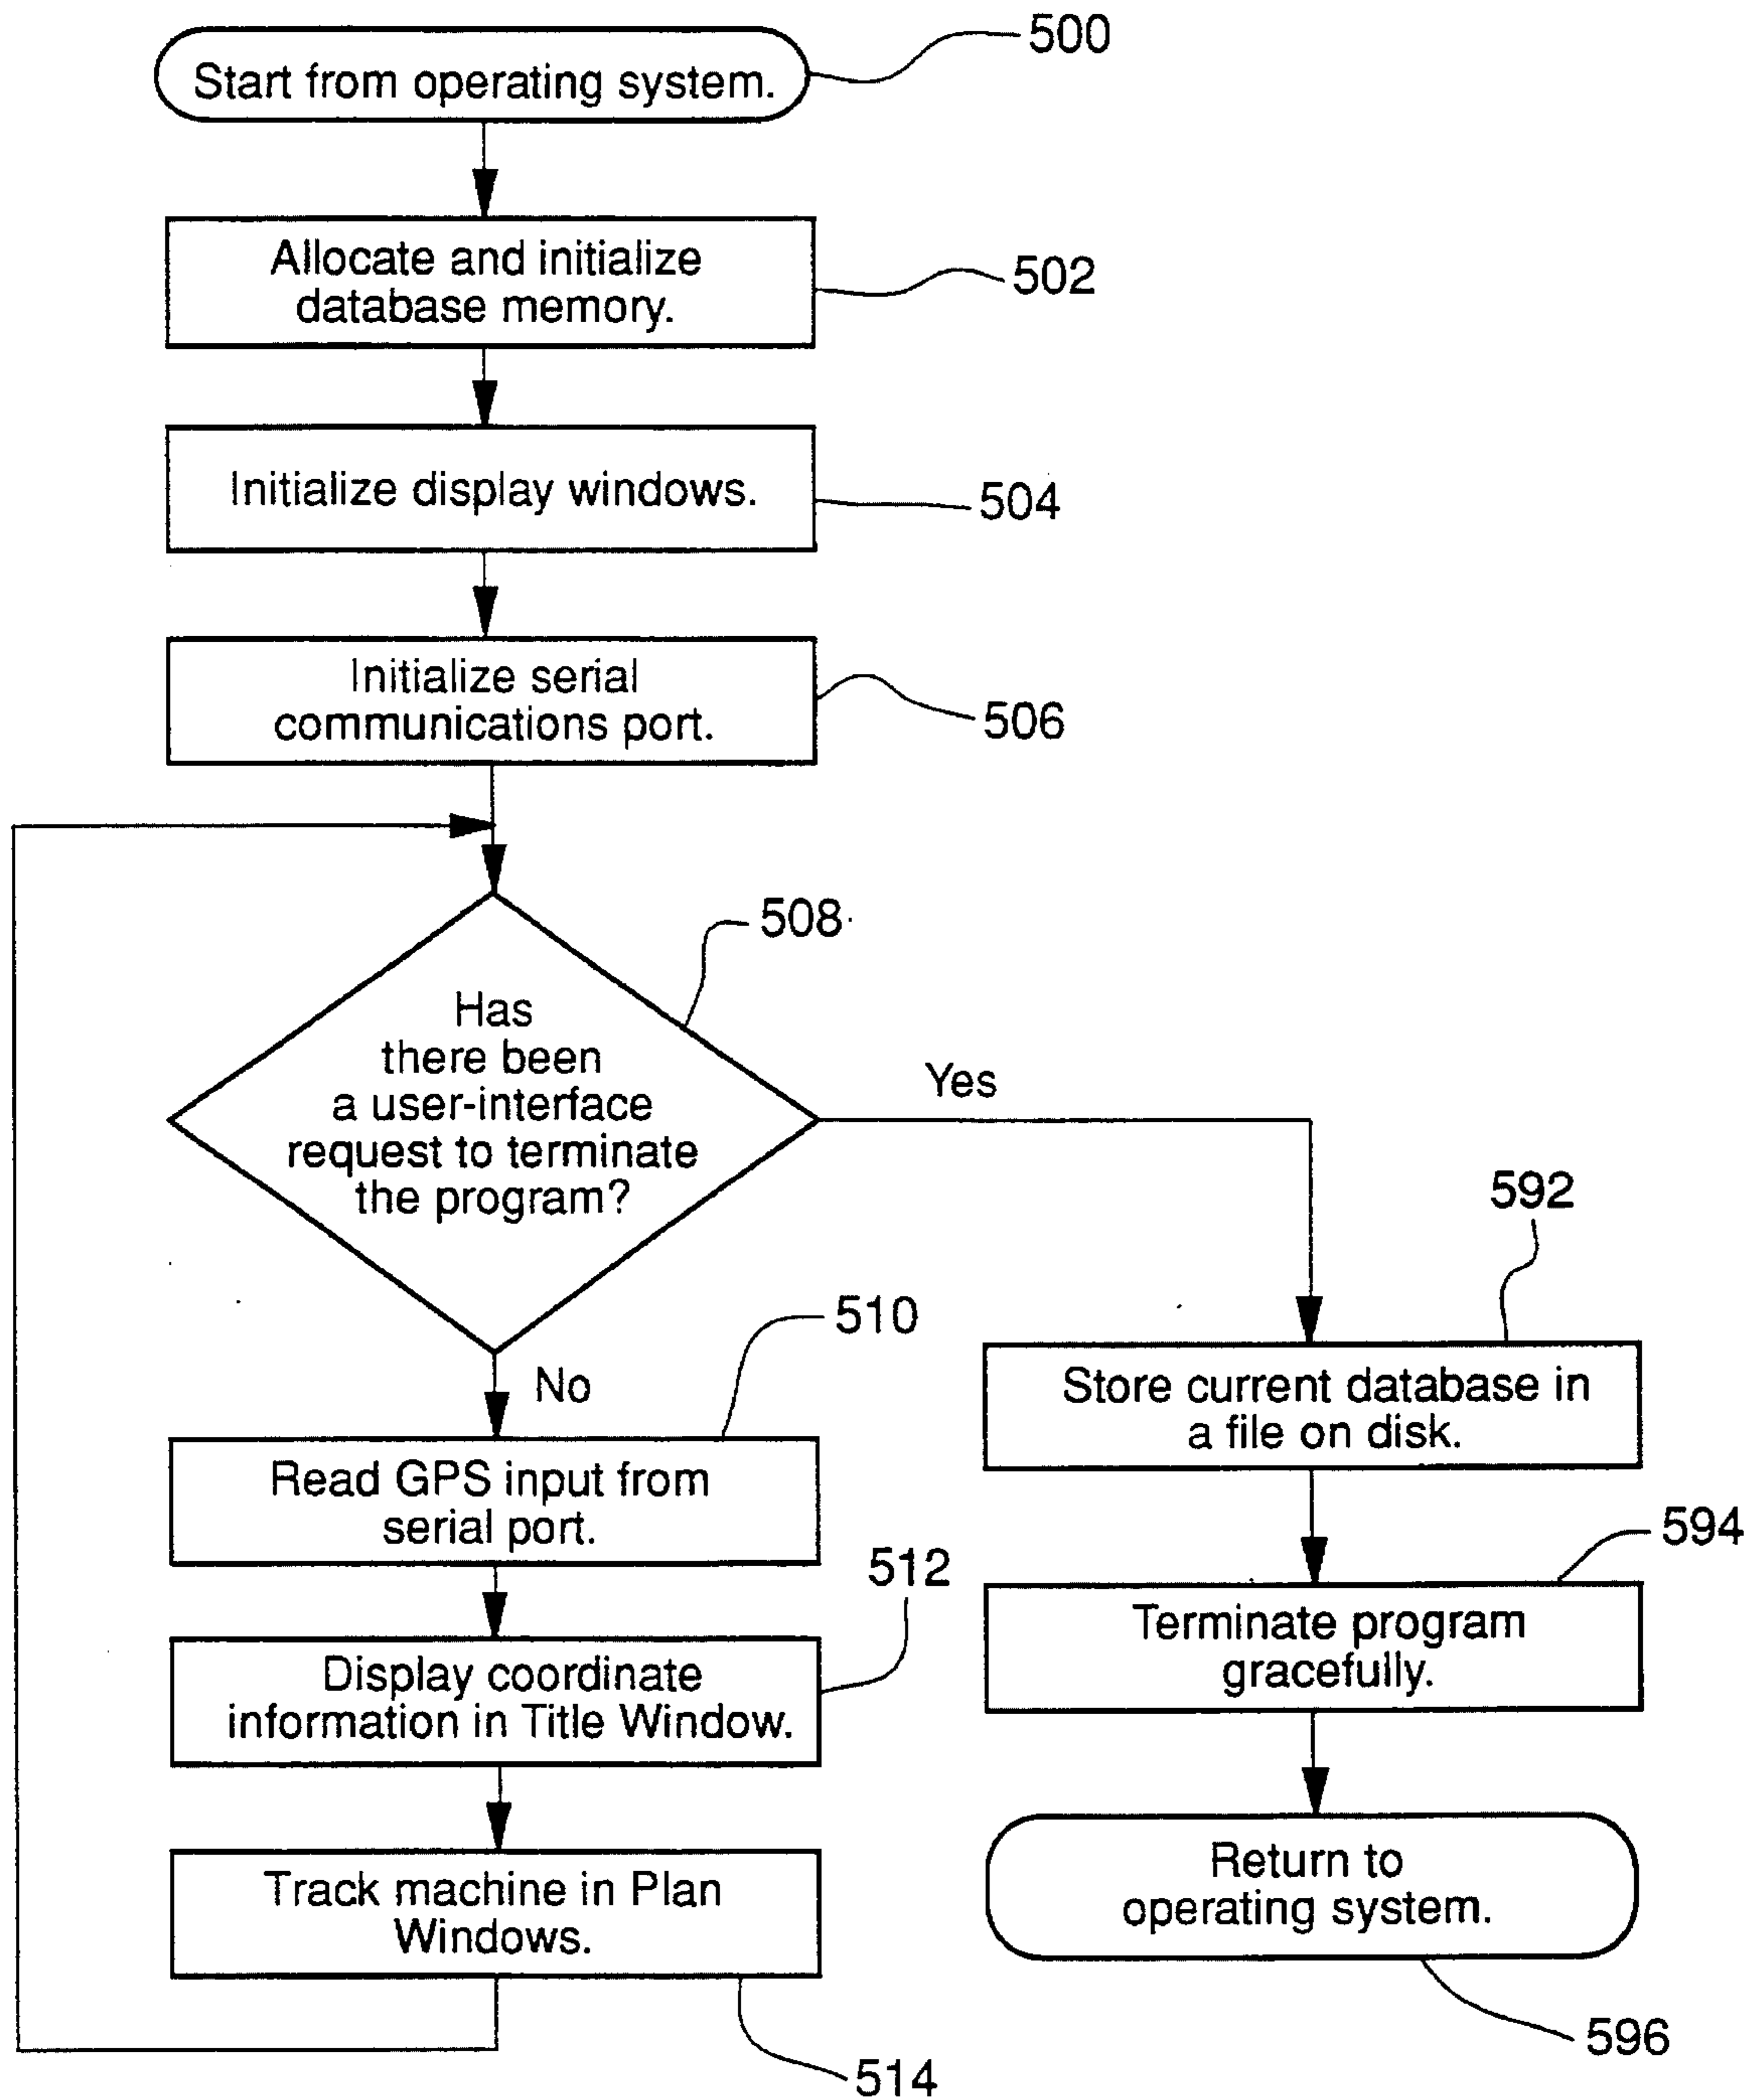 500
Start from operating system.
Allocate and initialize
database memory.
502
Initialize display windows.
504
Initialize serial
communications port.
506
508
Has
there been
a user-interface
request to terminate
the program?
Yes
No
510
Read GPS input from
serial port.
512
Display coordinate
information in Title Window.
Track machine in Plan
Windows.
514
592
Store current database in
a file on disk.
594
Terminate program
gracefully.
Return to
operating system.
596